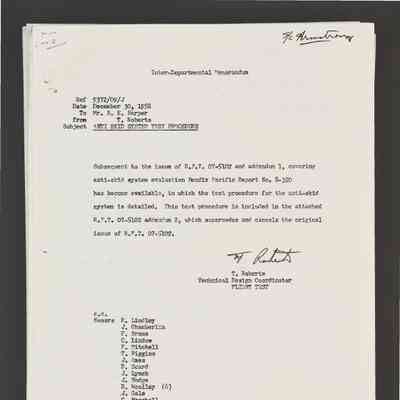 F. Armstrong
Inter-Departmental Memorandum
Ref 5372/09/J
Date December 30, 1958
To Mr. R. K. Harper
from T. Roberts
Subject ANTI SKID SYSTEM TEST PROCEDURE
Subsequent to the issue of E.F.T. 07-5102 and addendum 1, covering
anti-skid system evaluation Bendix Pacific Report No. S-320
has become available, in which the test procedure for the anti-skid
system is detailed. This test procedure is included in the attached
E.F.T. 07-5102 addendum 2, which supersedes and cancels the original
issue of E.F.T. 07-5102.
T Roberts
T. Roberts
Technical Design Coordinator
FLIGHT TEST
c.c.
Messrs R. Lindley
J. Chamberlin
F. Brame
C. Lindow
F. Mitchell
T. Higgins
J. Ames
D. Scard
J. Lynch
J. Hodge
D. Woolley (6)
J. Gale
C. Marshall